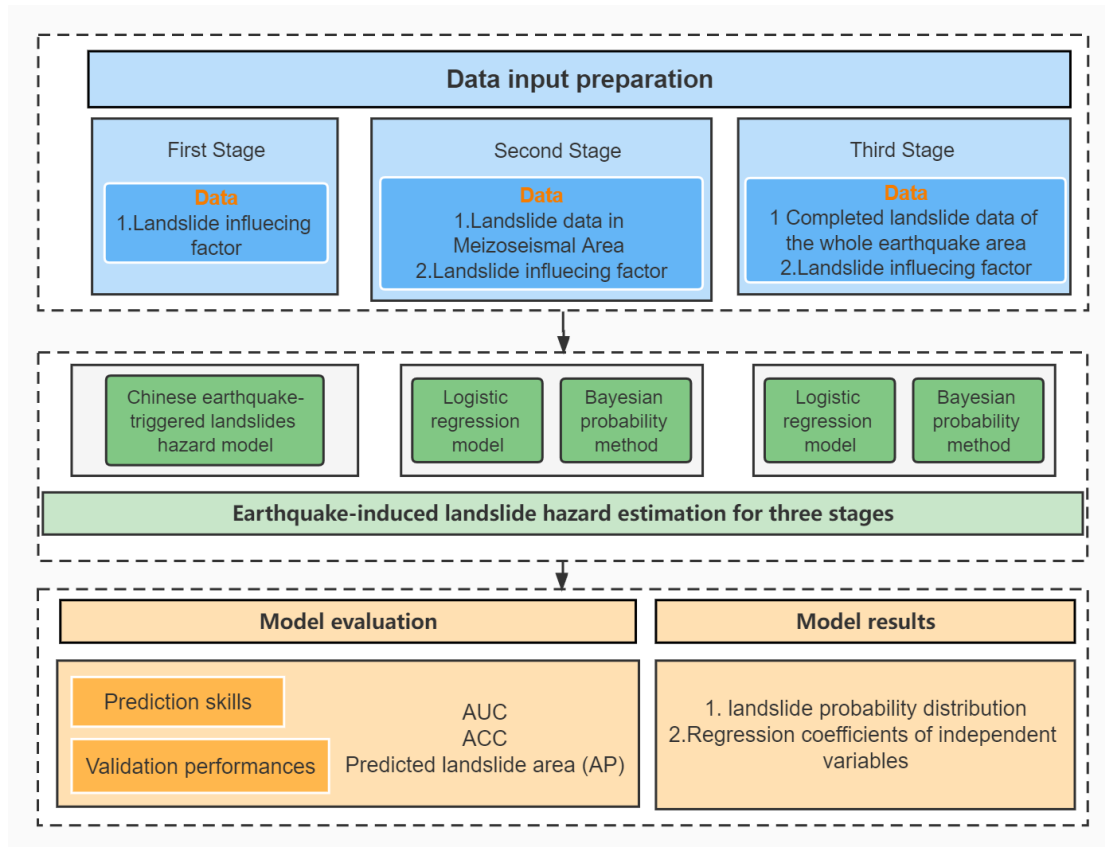 Data input preparation
First Stage
Data
1.Landslide influecing
factor
Second Stage
Data
1.Landslide data in
Meizoseismal Area
2.Landslide influecing factor
Third Stage
Data
1 Completed landslide data of
the whole earthquake area
2.Landslide influecing factor
Chinese earthquake-
triggered landslides
hazard model
Logistic
regression
model
Bayesian
probability
method
Logistic
regression
model
Bayesian
probability
method
Earthquake-induced landslide hazard estimation for three stages
Model evaluation
Prediction skills
Validation performances
AUC
ACC
Predicted landslide area (AP)
Model results
1. landslide probability distribution
2.Regression coefficients of independent
variables